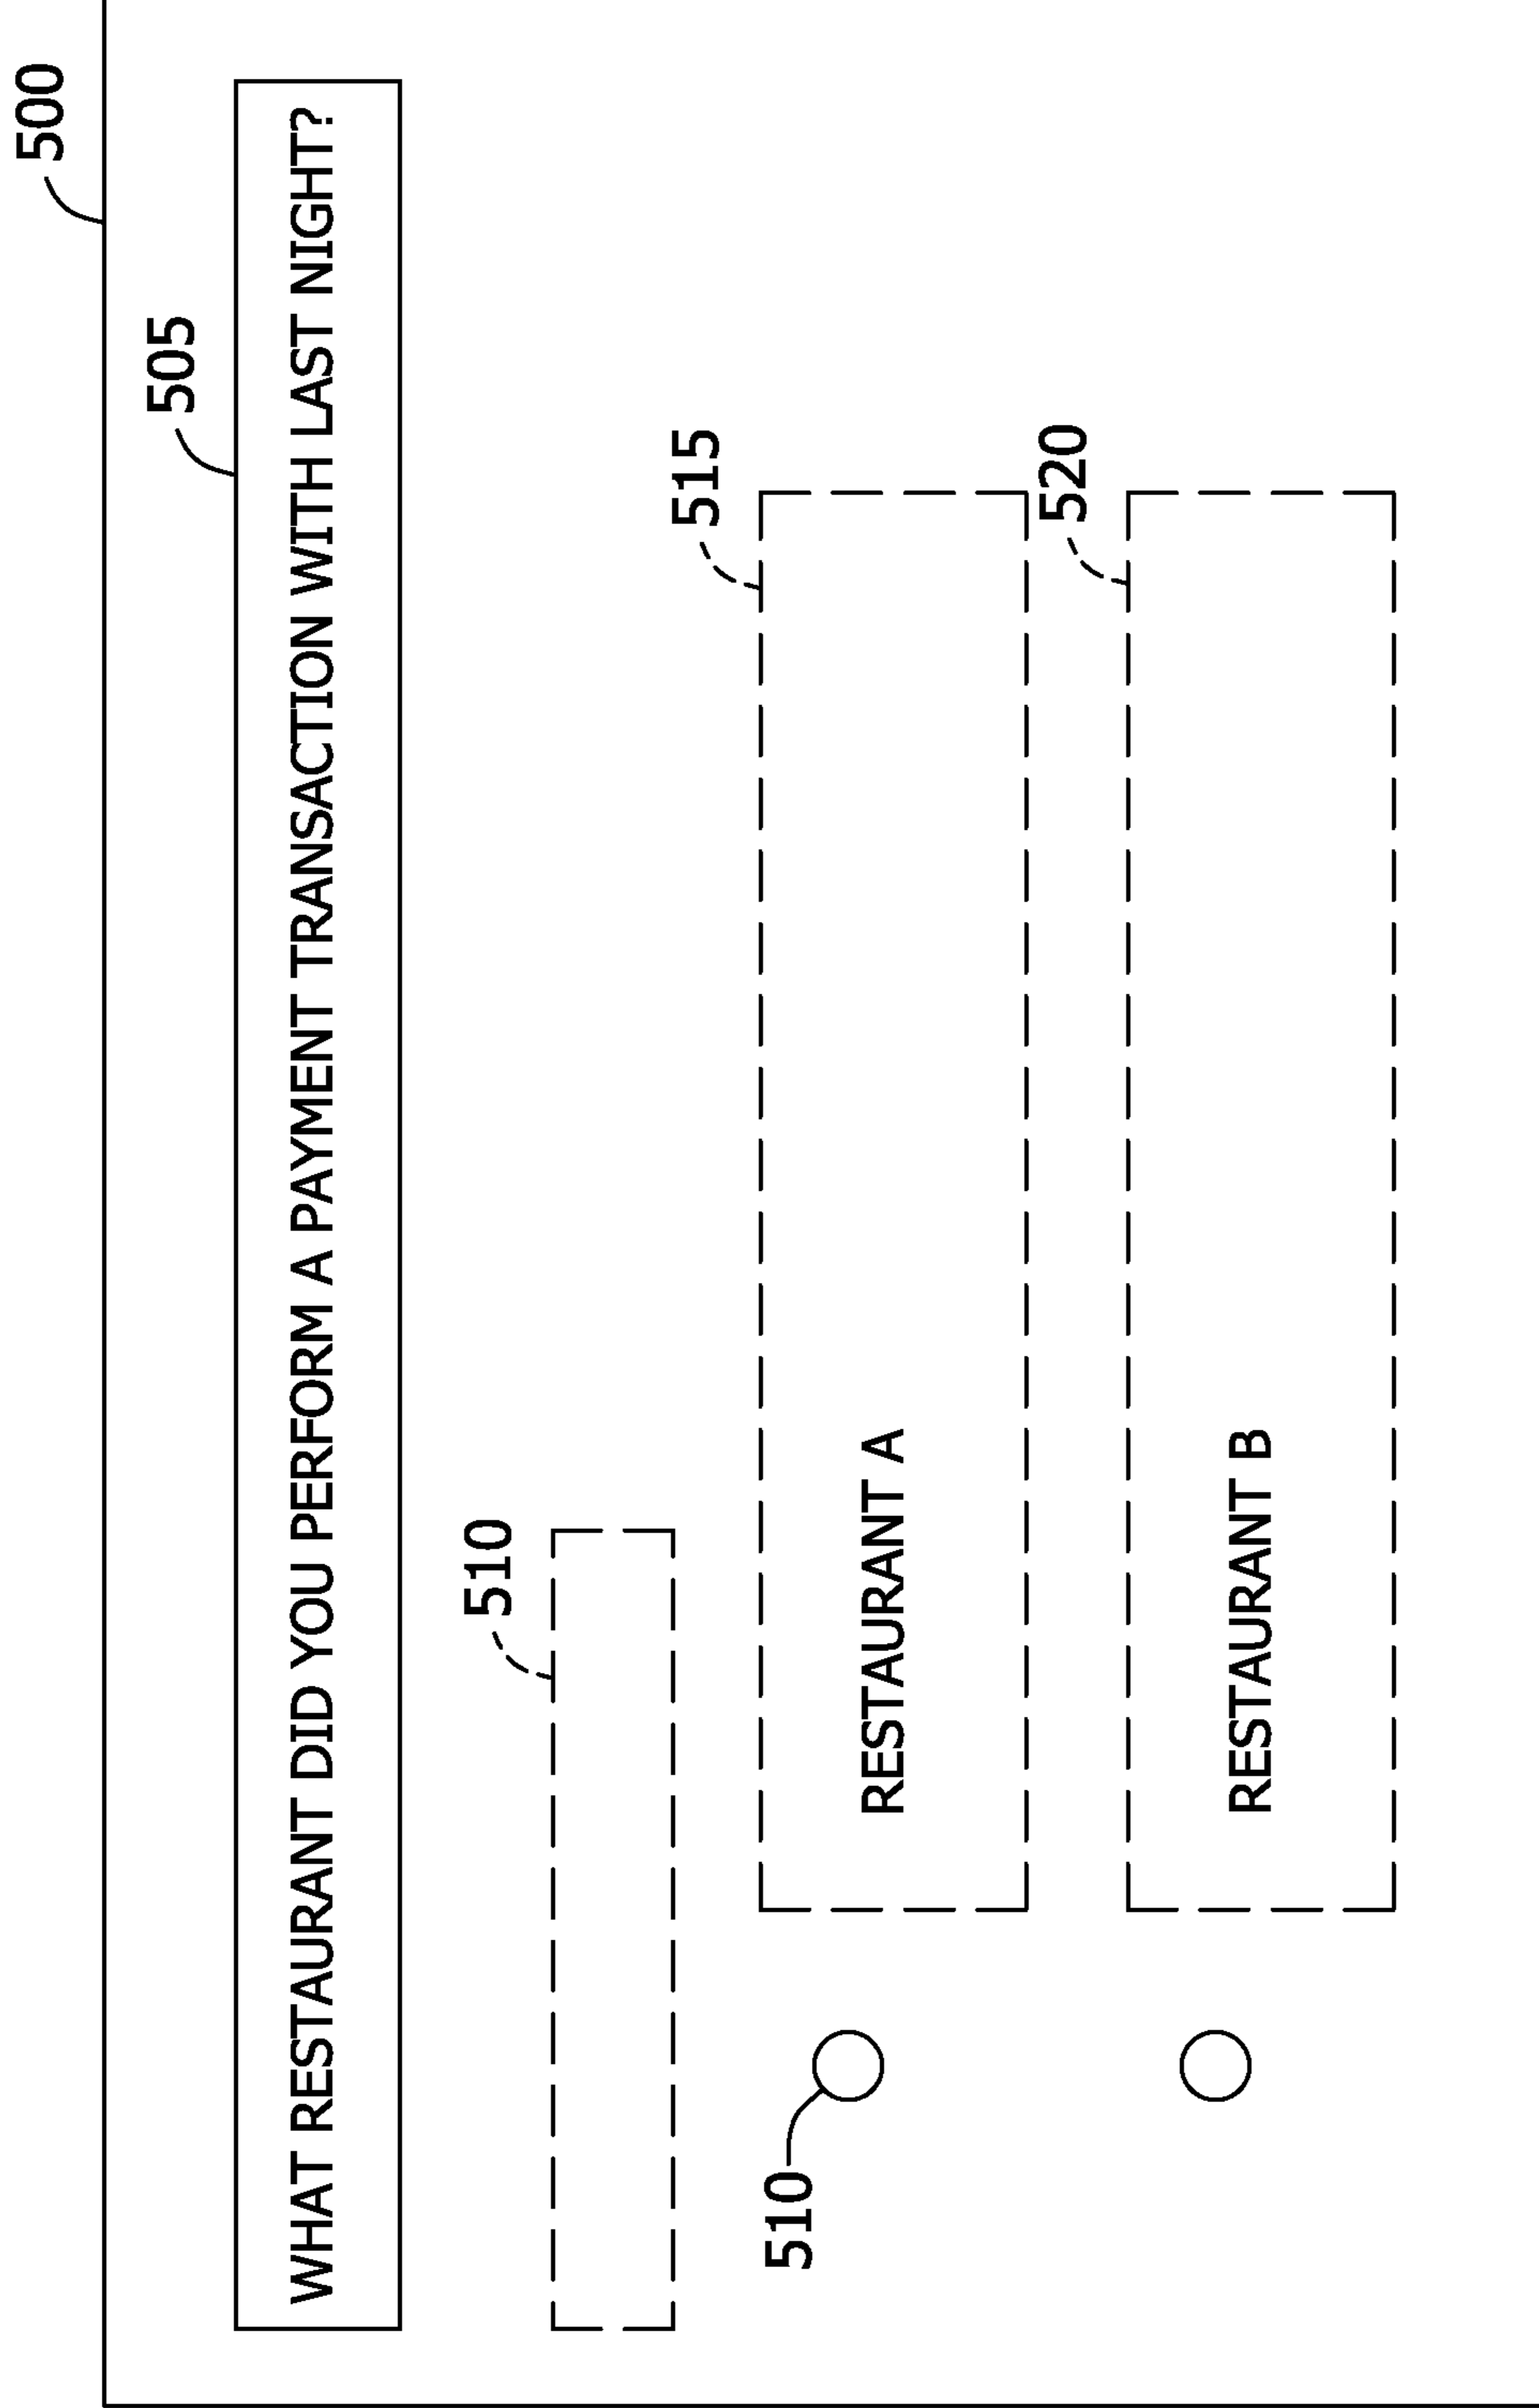 500
505
WHAT RESTAURANT DID YOU PERFORM A PAYMENT TRANSACTION WITH LAST NIGHT?
510
515
510
RESTAURANT A
520
RESTAURANT B